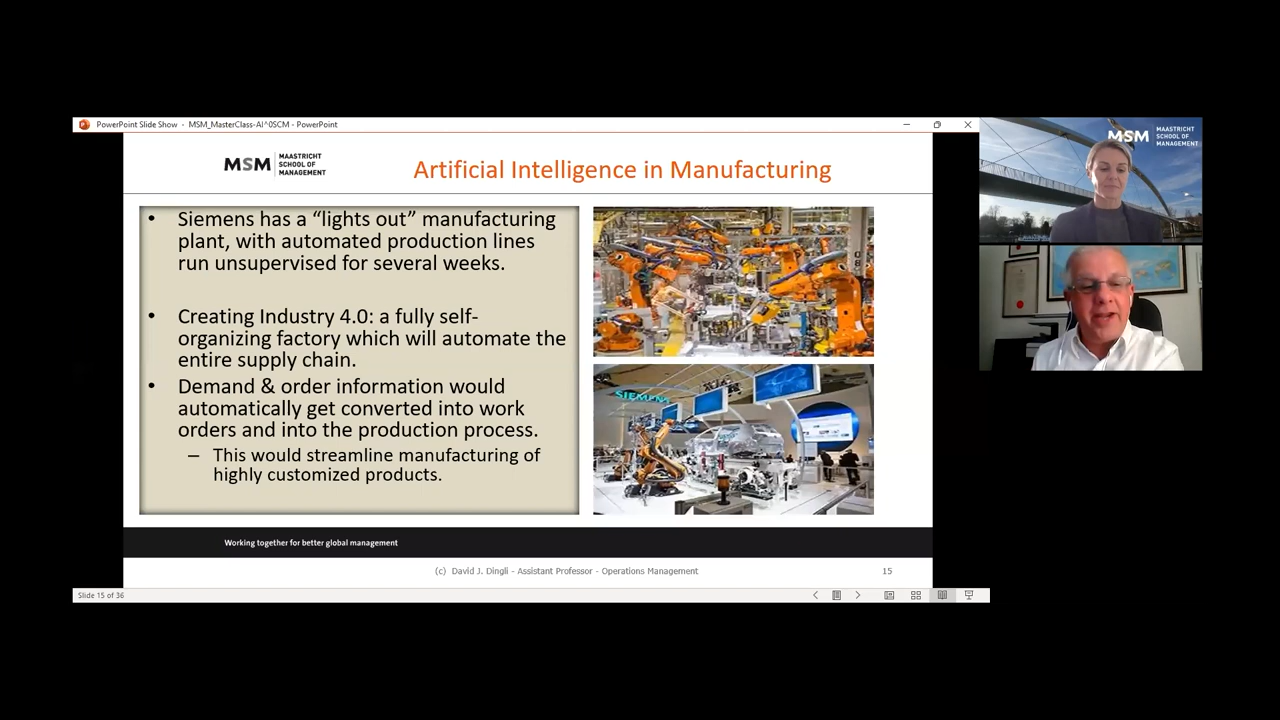 PowerPoint Slide Show - MSM_MasterClass-AI^0SCM - PowerPoint
MSM
MAASTRICHT
SCHOOL OF
MANAGEMENT
Artificial Intelligence in Manufacturing
• Siemens has a “lights out” manufacturing
plant, with automated production lines
run unsupervised for several weeks.
• Creating Industry 4.0: a fully self-
organizing factory which will automate the
entire supply chain.
• Demand & order information would
automatically get converted into work
orders and into the production process.
– This would streamline manufacturing of
highly customized products.
SIEMENS
Working together for better global management
(c) David J. Dingli - Assistant Professor - Operations Management
15
Slide 15 of 36
MSM
MAASTRICHT
SCHOOL OF
MANAGEMENT